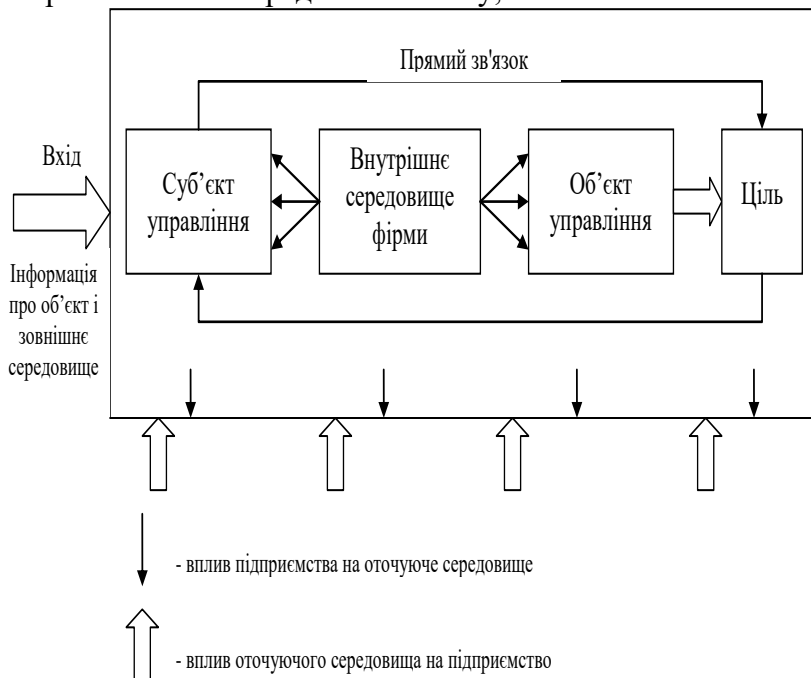 Прямий зв'язок
Вхід
Суб’єкт
управління
Внутрішнє
середовище
фірми
Об’єкт
управління
Ціль
Інформація
про об’єкт і
зовнішнє
середовище
- вплив підприємства на оточуюче середовище
- вплив оточуючого середовища на підприємство